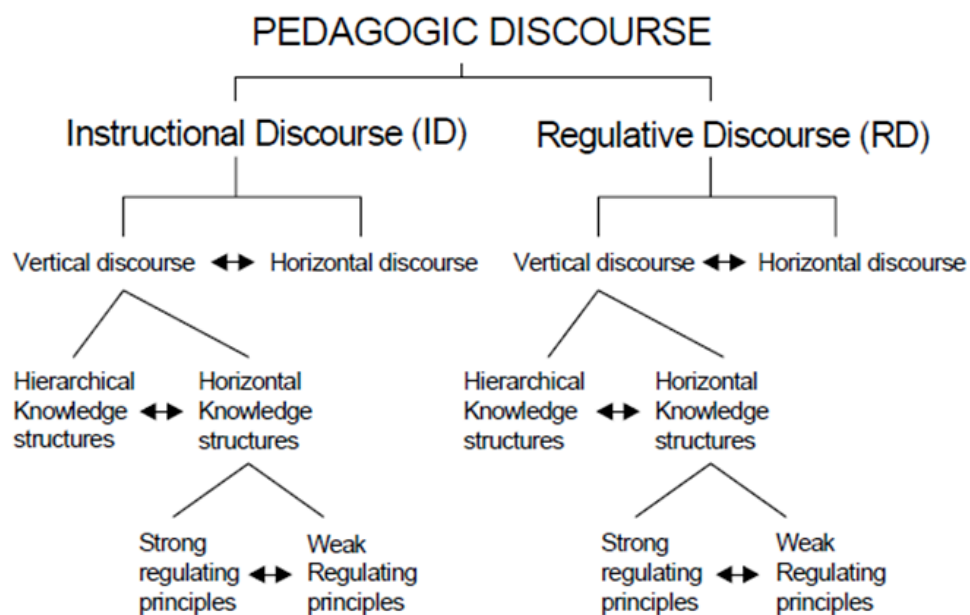 PEDAGOGIC DISCOURSE
Instructional Discourse (ID)
Regulative Discourse (RD)
Vertical discourse
Horizontal discourse
Vertical discourse
Horizontal discourse
Hierarchical
Knowledge
structures
Horizontal
Knowledge
structures
Hierarchical
Knowledge
structures
Horizontal
Knowledge
structures
Strong
regulating
principles
Weak
Regulating
principles
Strong
regulating
principles
Weak
Regulating
principles